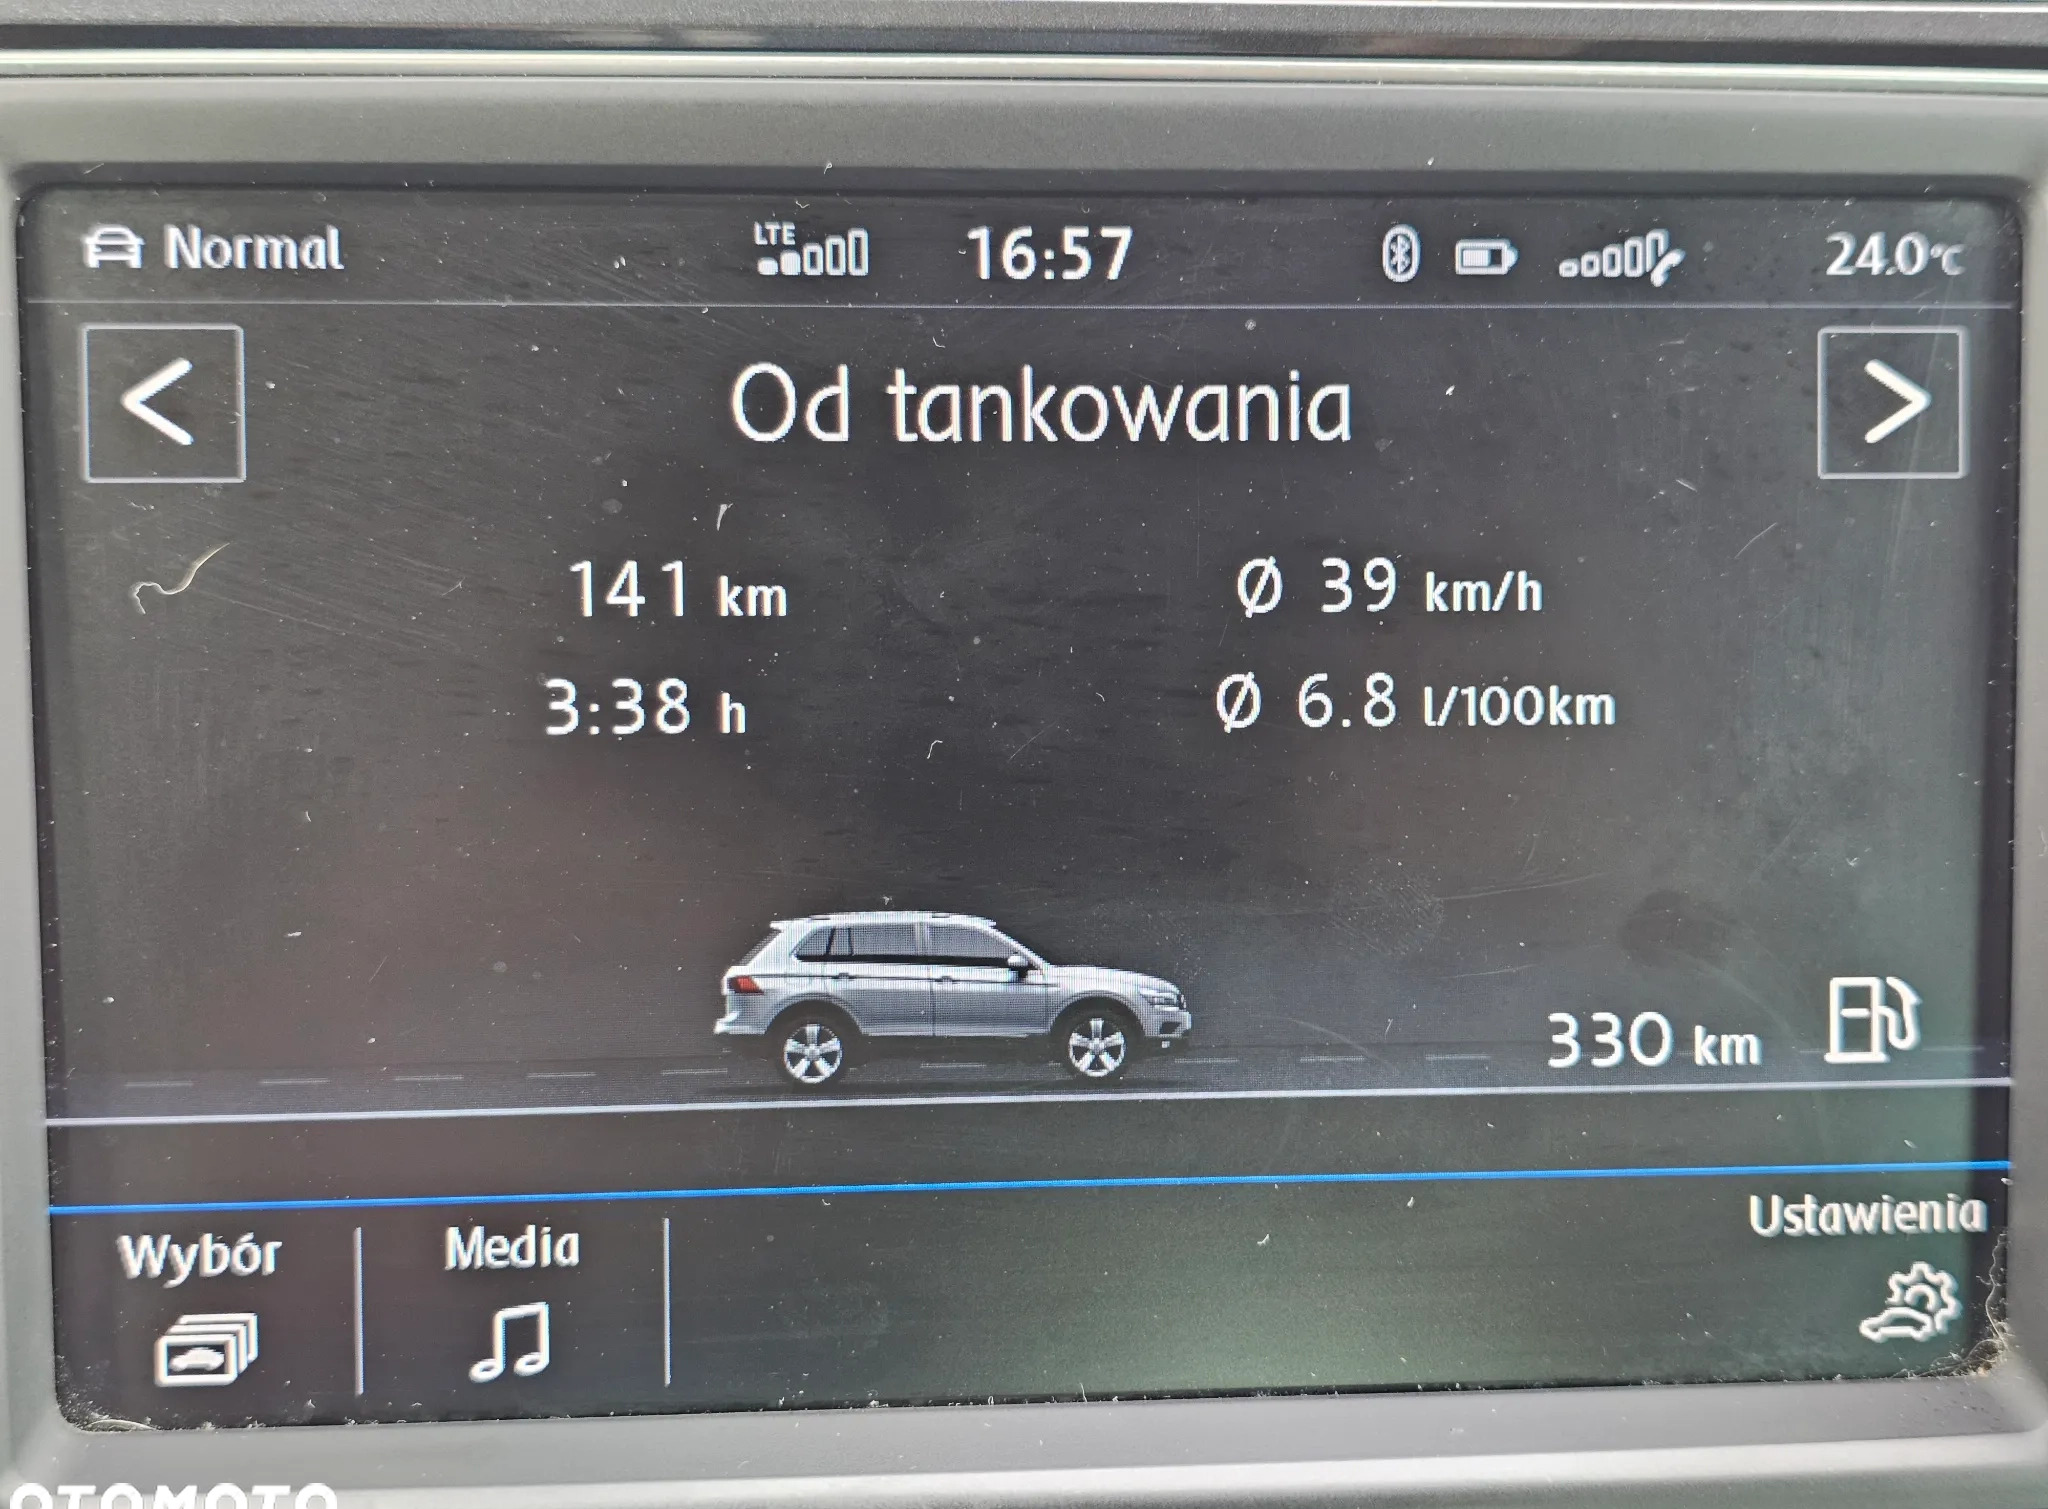 Normal LTE 16:57 24.0°C
< Od tankowania >
141 km Ø 39 km/h
3:38 h Ø 6.8 l/100km
330 km
Wybór Media Ustawienia
OTOMOTO